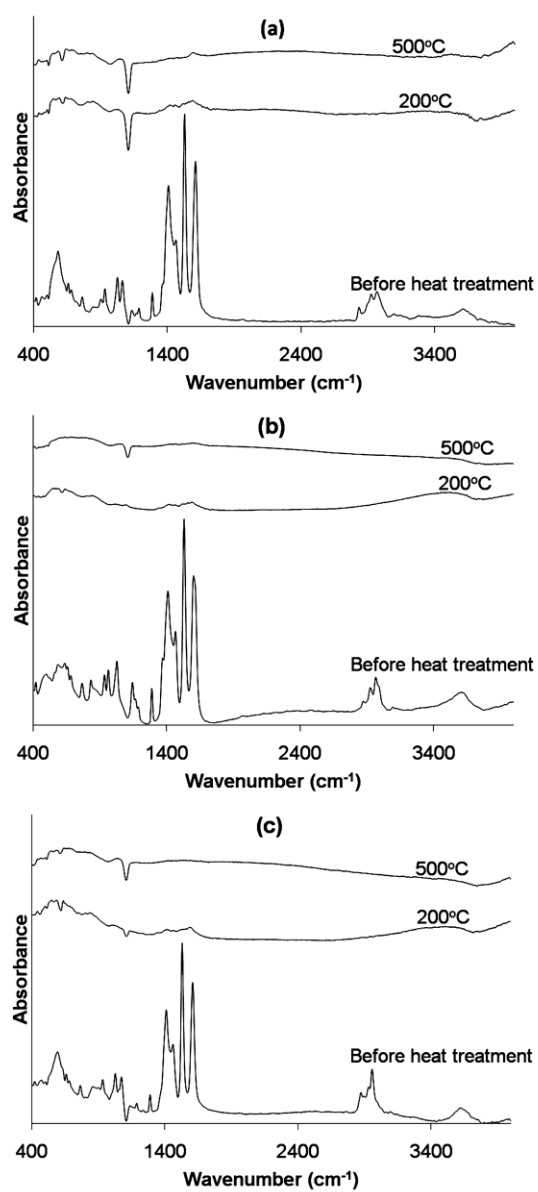 (a)
500°C
200°C
Before heat treatment
Absorbance
400 1400 2400 3400
Wavenumber (cm⁻¹)
(b)
500°C
200°C
Before heat treatment
Absorbance
400 1400 2400 3400
Wavenumber (cm⁻¹)
(c)
500°C
200°C
Before heat treatment
Absorbance
400 1400 2400 3400
Wavenumber (cm⁻¹)